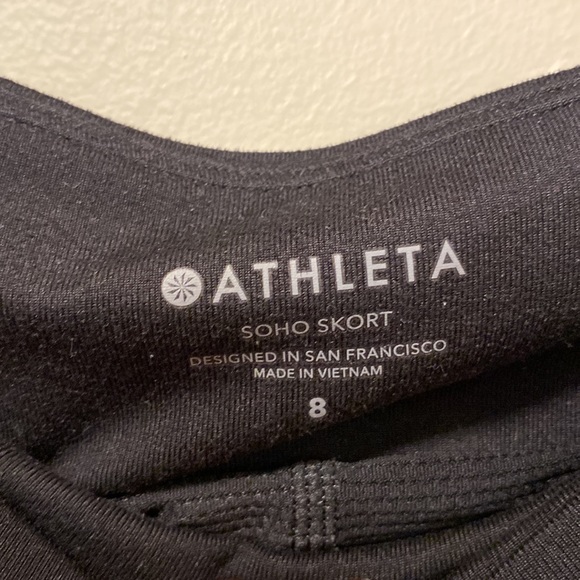 ATHLETA
SOHO SKORT
DESIGNED IN SAN FRANCISCO
MADE IN VIETNAM
8